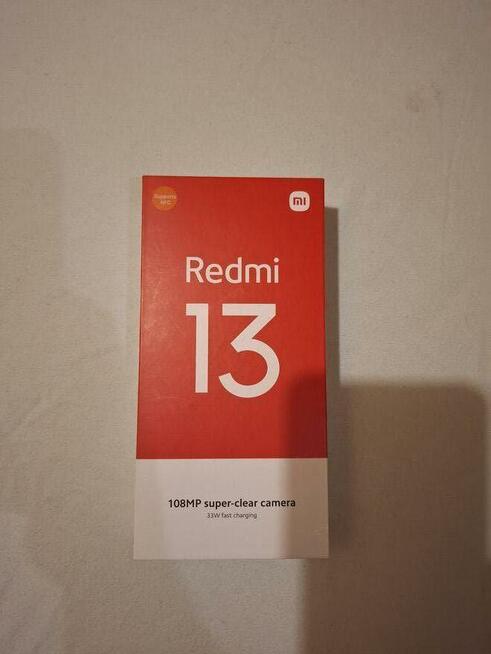 Supports
NFC
mi
Redmi
13
108MP super-clear camera
33W fast charging